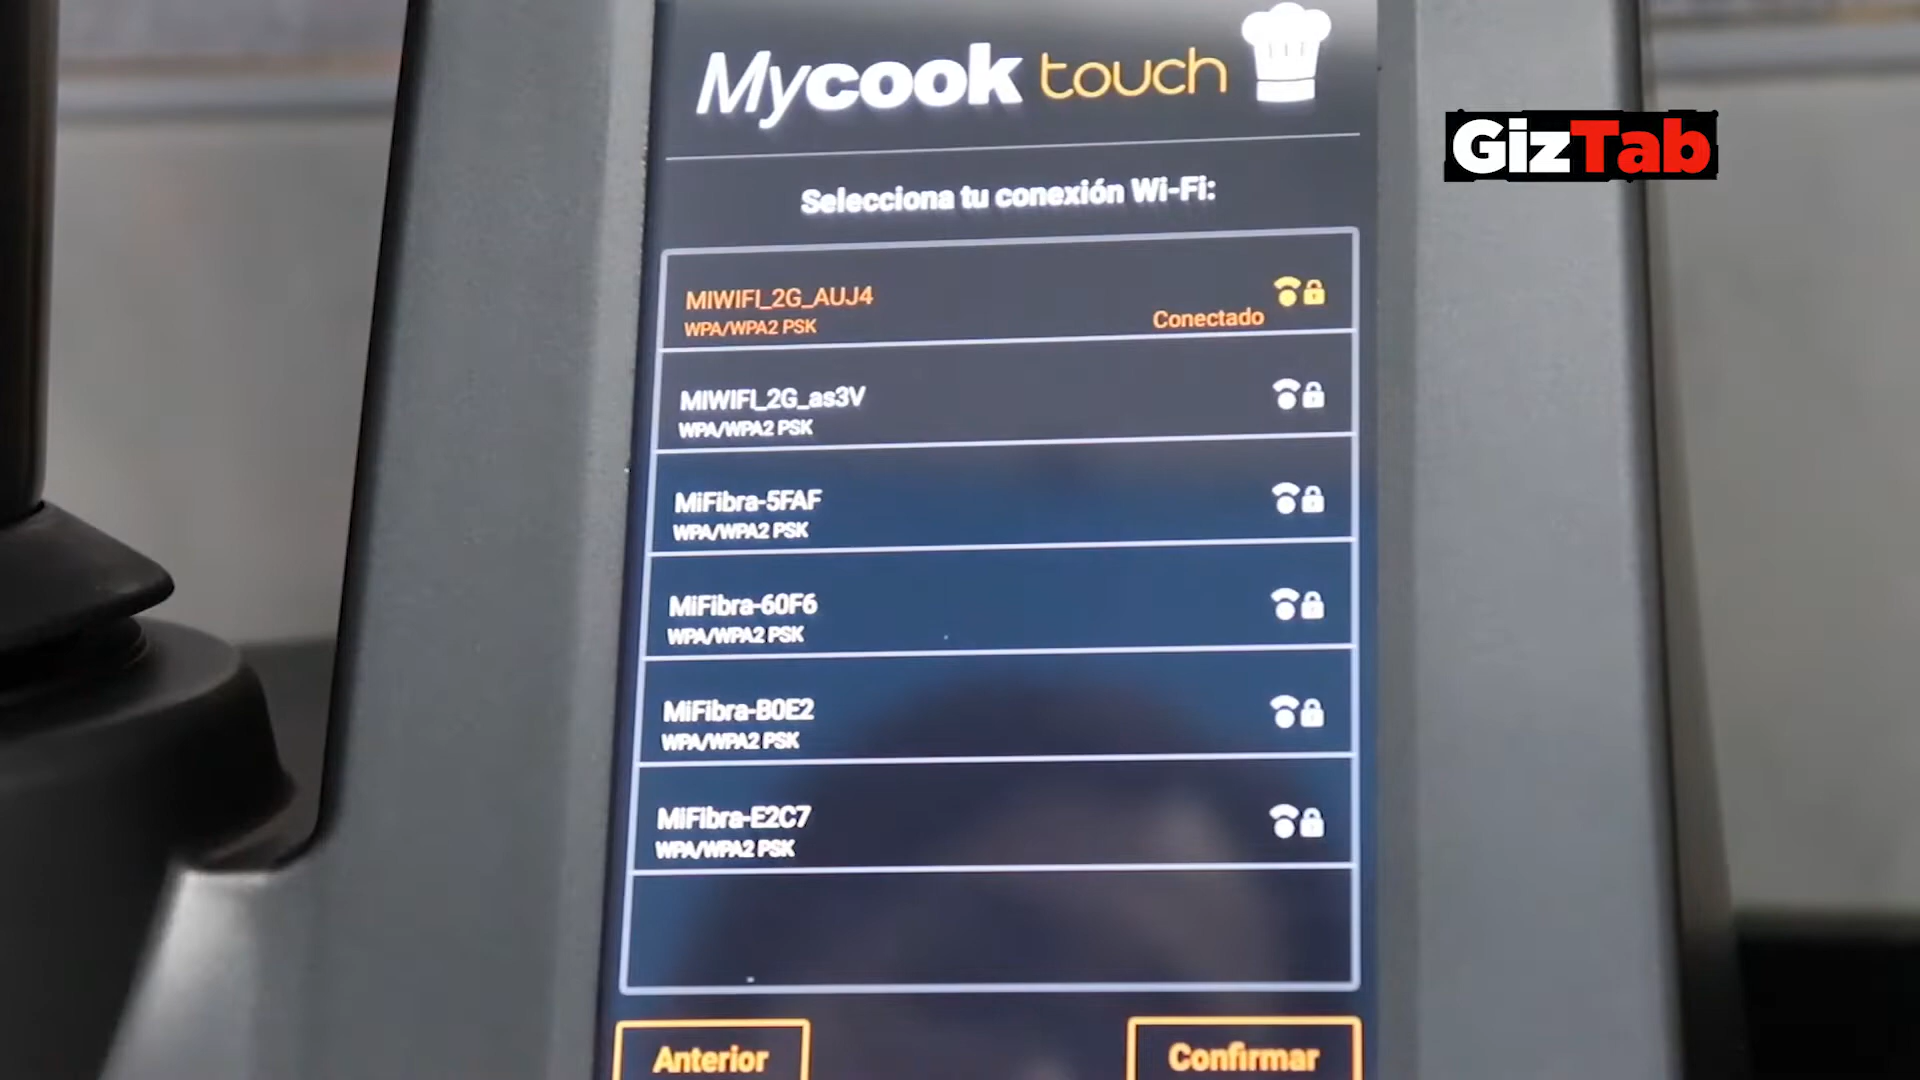 Mycook touch
GizTab
Selecciona tu conexión Wi-Fi:
MIWIFI_2G_AUJ4
WPA/WPA2 PSK
Conectado
MIWIFI_2G_as3V
WPA/WPA2 PSK
MiFibra-5FAF
WPA/WPA2 PSK
MiFibra-60F6
WPA/WPA2 PSK
MiFibra-B0E2
WPA/WPA2 PSK
MiFibra-E2C7
WPA/WPA2 PSK
Anterior
Confirmar